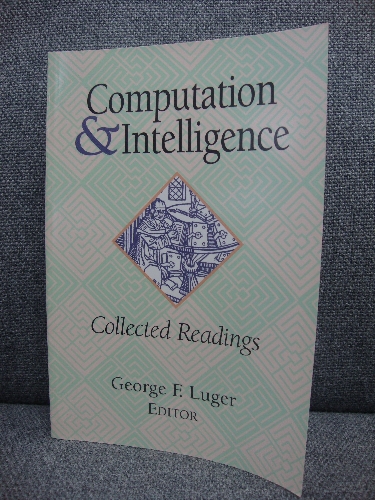 Computation
& Intelligence
Collected Readings
George F. Luger
EDITOR